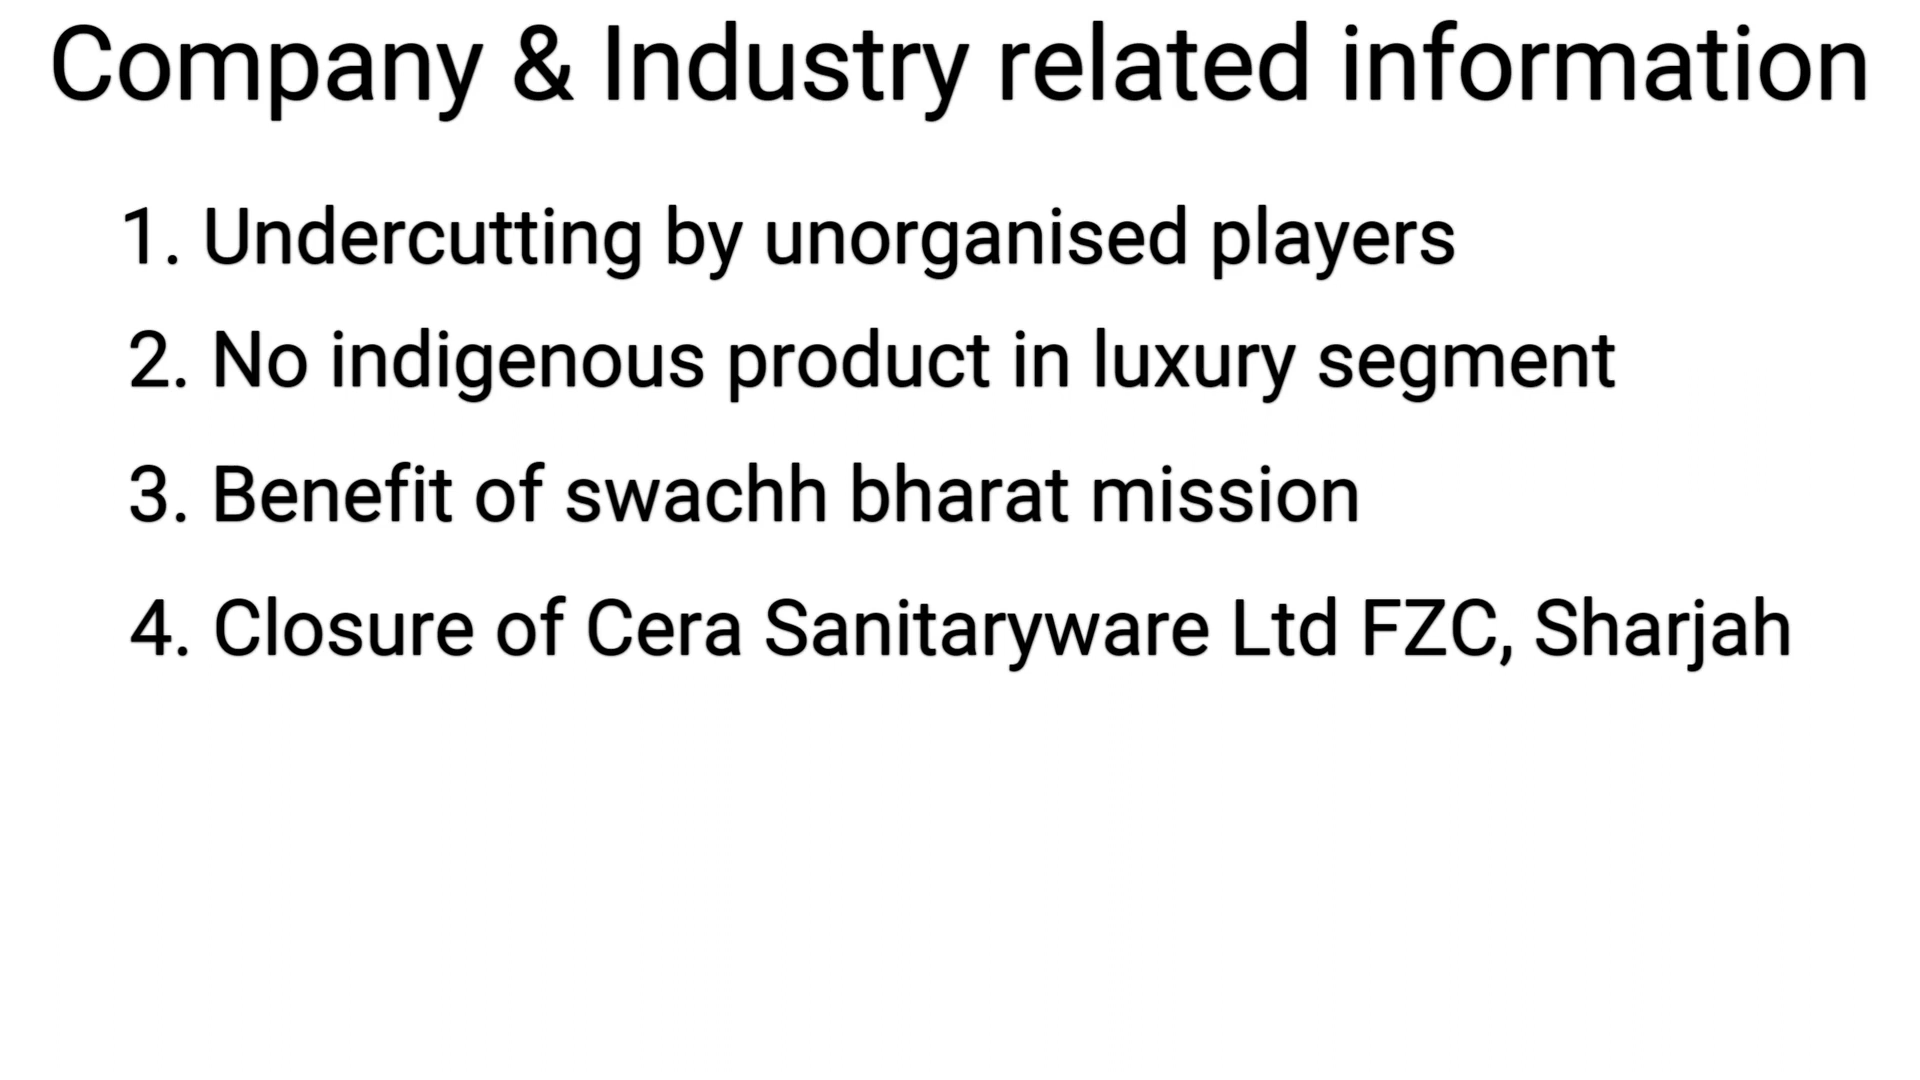 Company & Industry related information
1. Undercutting by unorganised players
2. No indigenous product in luxury segment
3. Benefit of swachh bharat mission
4. Closure of Cera Sanitaryware Ltd FZC, Sharjah